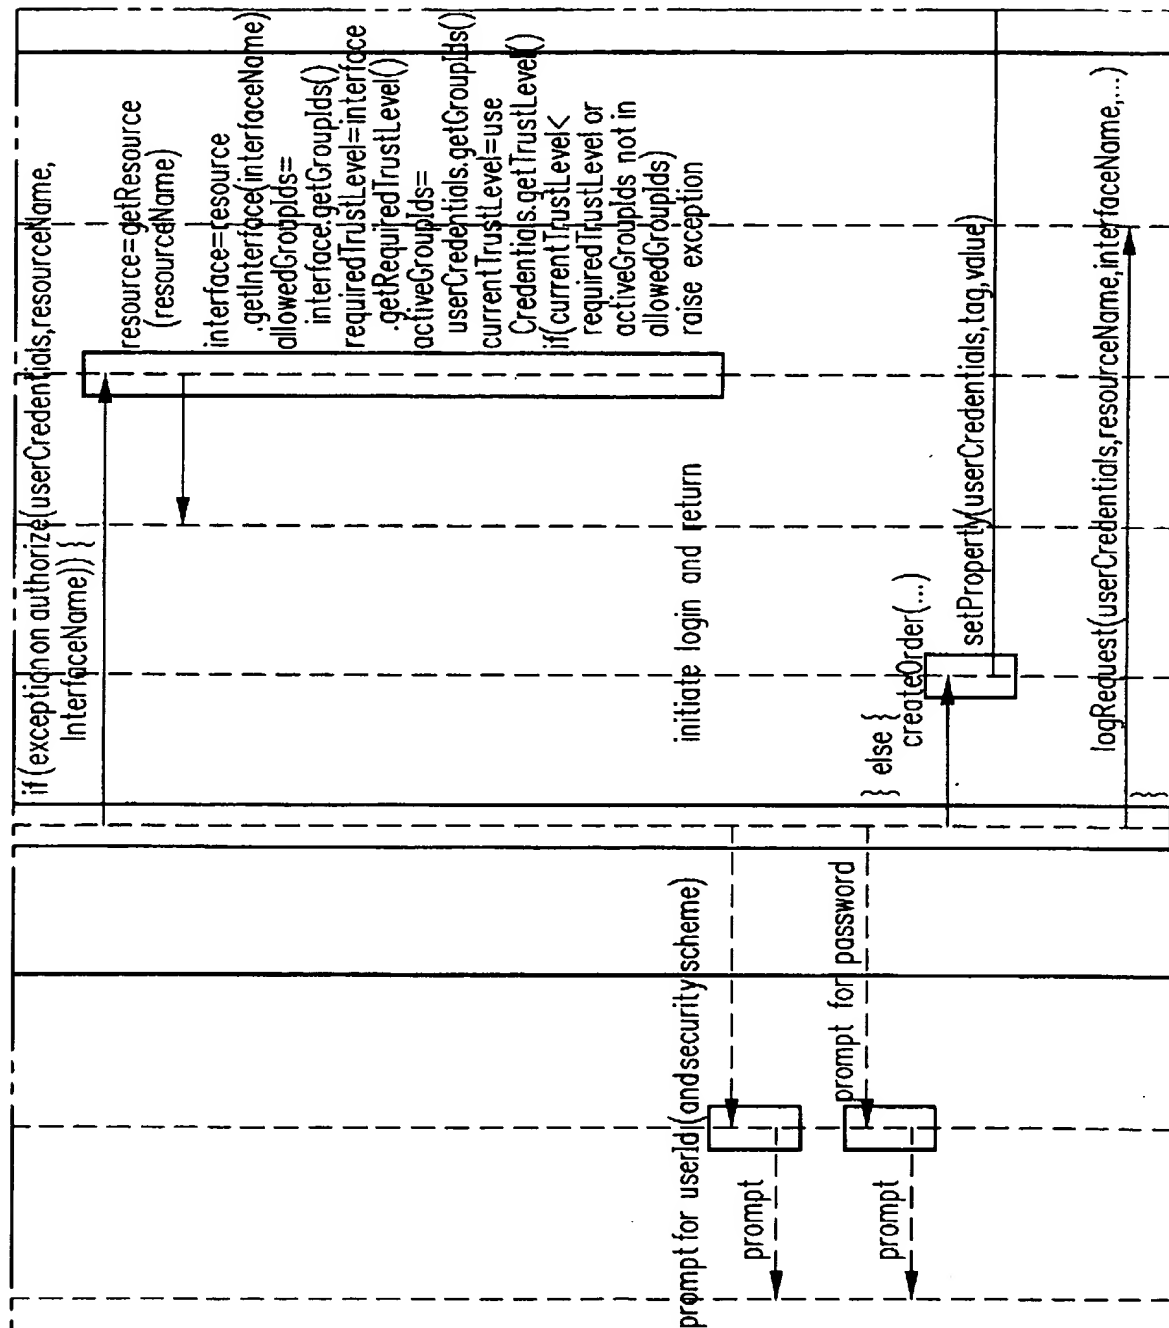 if(exception on authorize(userCredentials,resourceName,
InterfaceName)) {
resource=getResource
(resourceName)
interface=resource
.getInterface(interfaceName)
allowedGroupIds=
interface.getGroupIds()
requiredTrustLevel=interface
.getRequiredTrustLevel()
activeGroupIds=
userCredentials.getGroupIds()
currentTrustLevel=use
Credentials.getTrustLevel()
if(currentTrustLevel<
requiredTrustLevel or
activeGroupIds not in
allowedGroupIds)
raise exception
initiate login and return
prompt for userId (and security scheme)
prompt
prompt for password
prompt
} else {
createOrder(...)
setProperty(userCredentials,tag,value)
logRequest(userCredentials,resourceName,interfaceName,...)
}